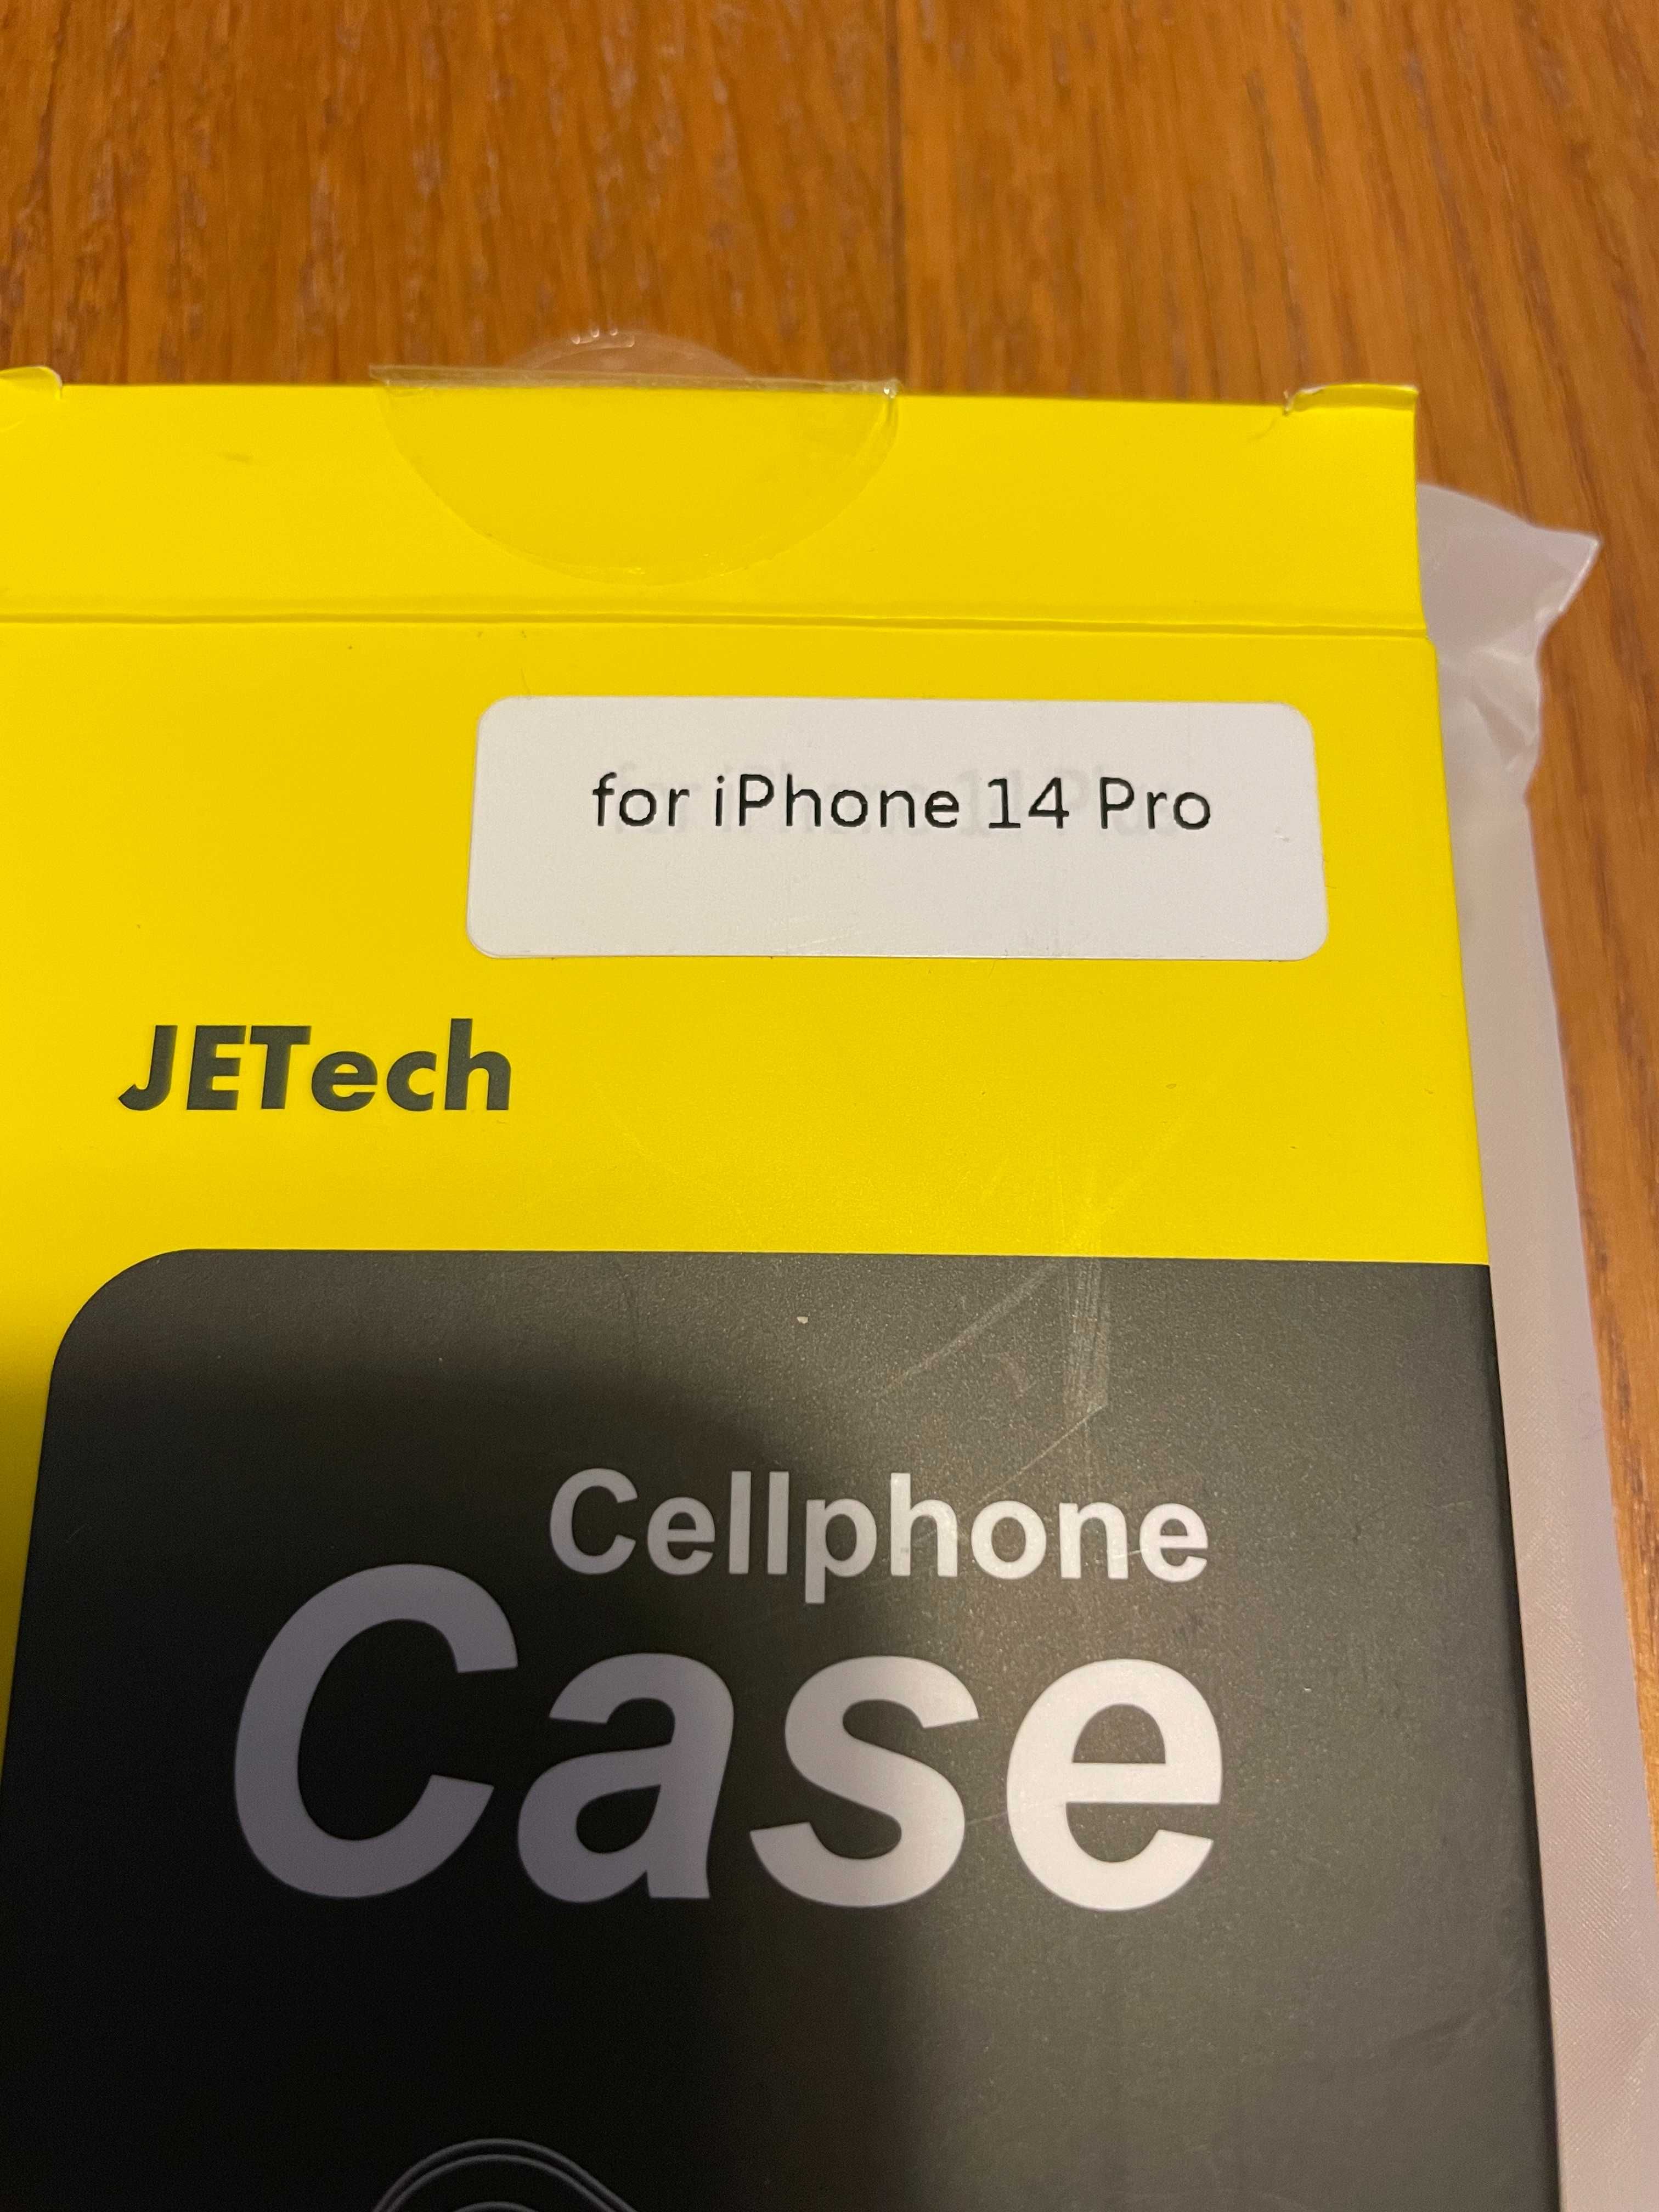 for iPhone 14 Pro
JETech
Cellphone
Case